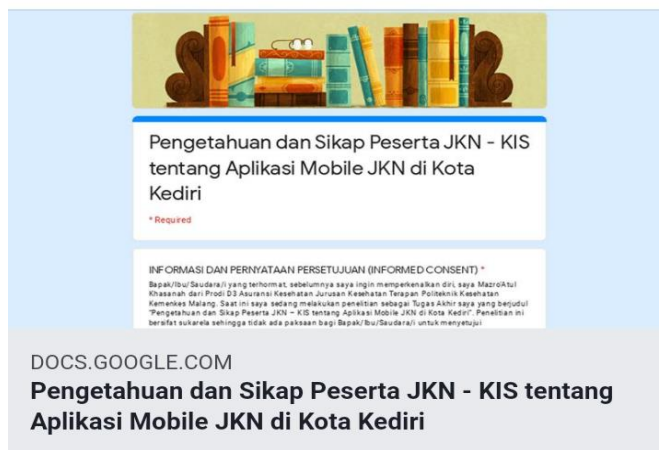 Pengetahuan dan Sikap Peserta JKN - KIS
tentang Aplikasi Mobile JKN di Kota
Kediri
* Required
INFORMASI DAN PERNYATAAN PERSETUJUAN (INFORMED CONSENT) *
Bapak/Ibu/Saudara/i yang terhormat, sebelumnya saya ingin memperkenalkan diri, saya Mazro'Atul
Khasanah dari Prodi D3 Asuransi Kesehatan Jurusan Kesehatan Terapan Politeknik Kesehatan
Kemenkes Malang. Saat ini saya sedang melakukan penelitian sebagai Tugas Akhir saya yang berjudul
"Pengetahuan dan Sikap Peserta JKN – KIS tentang Aplikasi Mobile JKN di Kota Kediri". Penelitian ini
bersifat sukarela sehingga tidak ada paksaan bagi Bapak/Ibu/Saudara/i untuk menyetujui
DOCS.GOOGLE.COM
Pengetahuan dan Sikap Peserta JKN - KIS tentang
Aplikasi Mobile JKN di Kota Kediri